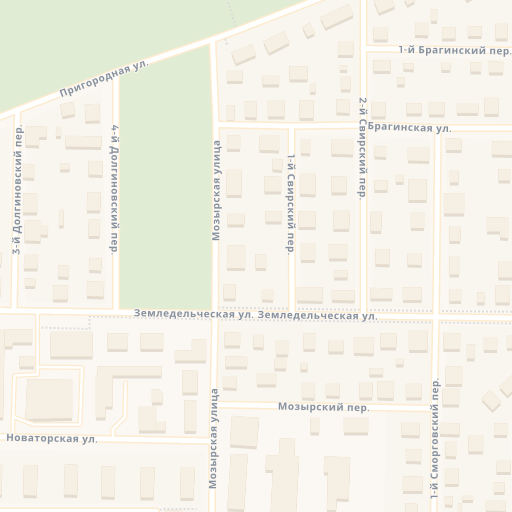 1-й Брагинский пер.
Пригородная ул.
Брагинская ул.
2-й Свирский пер.
3-й Долгиновский пер.
4-й Долгиновский пер.
Мозырская улица
1-й Свирский пер.
Земледельческая ул.
Земледельческая ул.
Мозырский пер.
Мозырская улица
1-й Сморговский пер.
Новаторская ул.